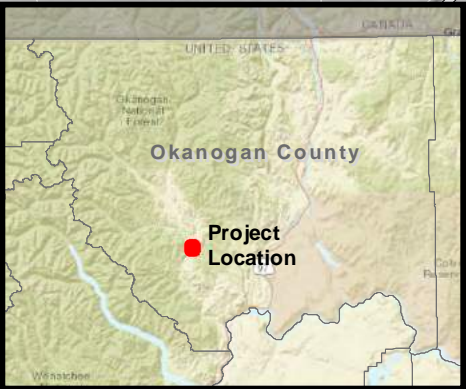 CANADA
UNITED STATES
Okanogan
National
Forest
Okanogan County
Project
Location
97
Wenatchee